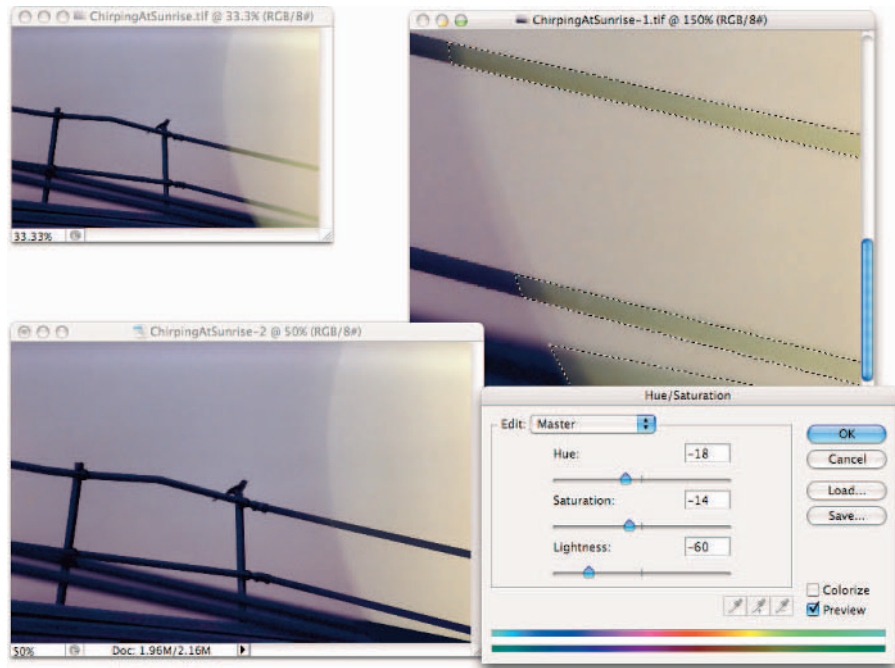 ChirpingAtSunrise.tif @ 33.3% (RGB/8#)
33.33%
ChirpingAtSunrise-1.tif @ 150% (RGB/8#)
ChirpingAtSunrise-2 @ 50% (RGB/8#)
50%
Doc: 1.96M/2.16M
Hue/Saturation
Edit: Master
Hue: -18
Saturation: -14
Lightness: -60
OK
Cancel
Load...
Save...
Colorize
Preview